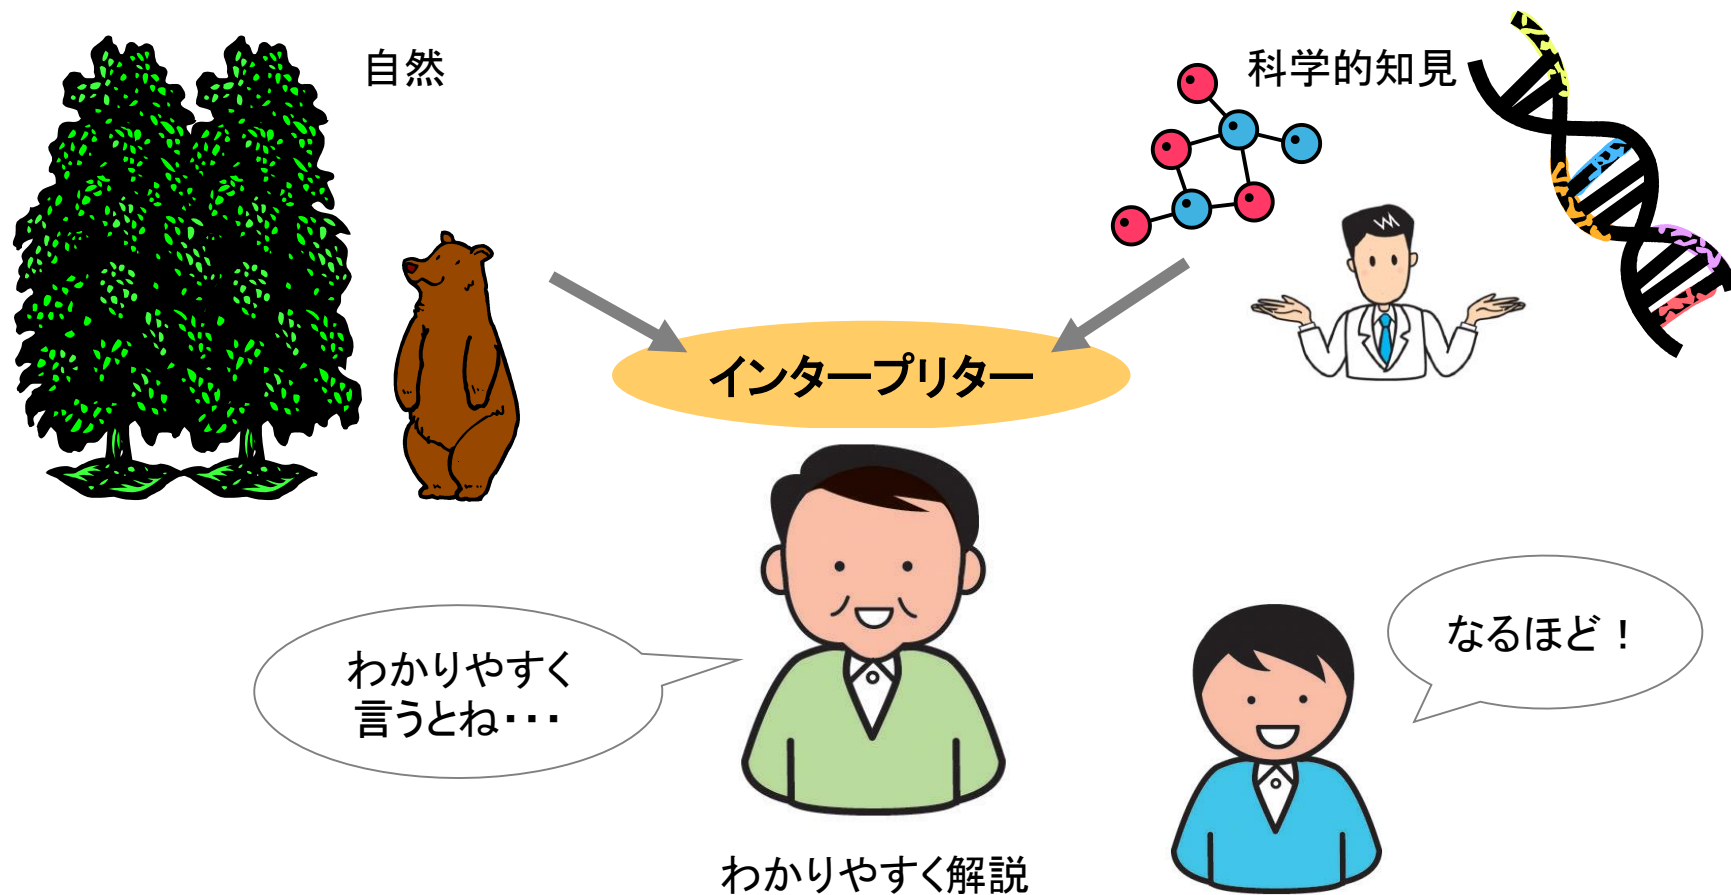 自然
科学的知見
インタープリター
わかりやすく
言うとね・・・
なるほど！
わかりやすく解説